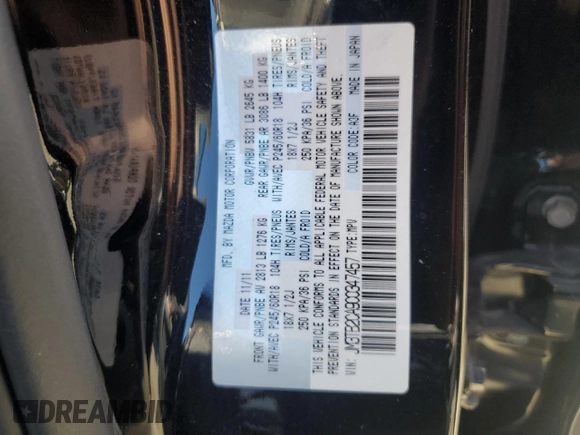 MFD. BY MAZDA MOTOR CORPORATION
DATE 11/11 GVWR/PNBV 5831 LB 2645 KG
FRONT GAWR/PNBE AV 2813 LB 1276 KG REAR GAWR/PNBE AR 3086 LB 1400 KG
WITH/AVEC P245/60R18 104H TIRES/PNEUS WITH/AVEC P245/60R18 104H TIRES/PNEUS
18X7 1/2J RIMS/JANTES 18X7 1/2J RIMS/JANTES
250 KPA/36 PSI COLD/A FROID 250 KPA/36 PSI COLD/A FROID
THIS VEHICLE CONFORMS TO ALL APPLICABLE FEDERAL MOTOR VEHICLE SAFETY AND THEFT
PREVENTION STANDARDS IN EFFECT ON THE DATE OF MANUFACTURE SHOWN ABOVE.
COLOR CODE:A3F MADE IN JAPAN
VIN: JM3TB2CA9C0347457 TYPE:MPV
DREAMBID